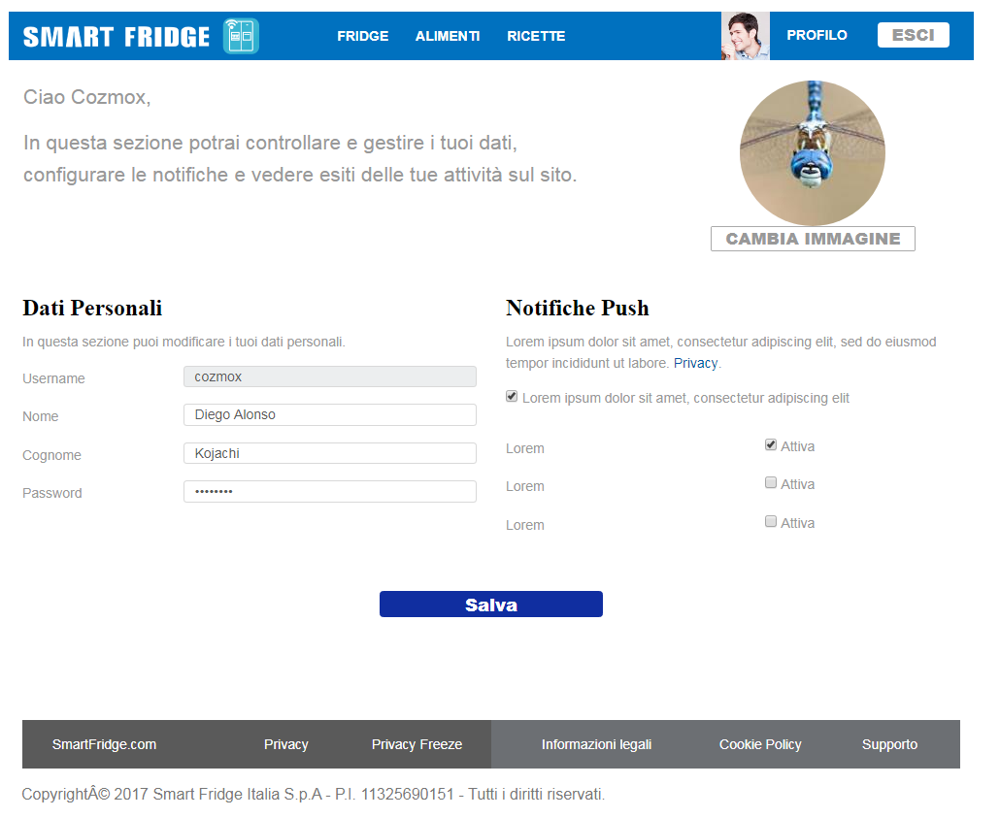 SMART FRIDGE FRIDGE ALIMENTI RICETTE PROFILO ESCI
Ciao Cozmox,
In questa sezione potrai controllare e gestire i tuoi dati,
configurare le notifiche e vedere esiti delle tue attività sul sito.
CAMBIA IMMAGINE
Dati Personali
In questa sezione puoi modificare i tuoi dati personali.
Username cozmox
Nome Diego Alonso
Cognome Kojachi
Password ••••••••
Notifiche Push
Lorem ipsum dolor sit amet, consectetur adipiscing elit, sed do eiusmod
tempor incididunt ut labore. Privacy.
Lorem ipsum dolor sit amet, consectetur adipiscing elit
Lorem Attiva
Lorem Attiva
Lorem Attiva
Salva
SmartFridge.com Privacy Privacy Freeze Informazioni legali Cookie Policy Supporto
CopyrightÂ© 2017 Smart Fridge Italia S.p.A - P.I. 11325690151 - Tutti i diritti riservati.